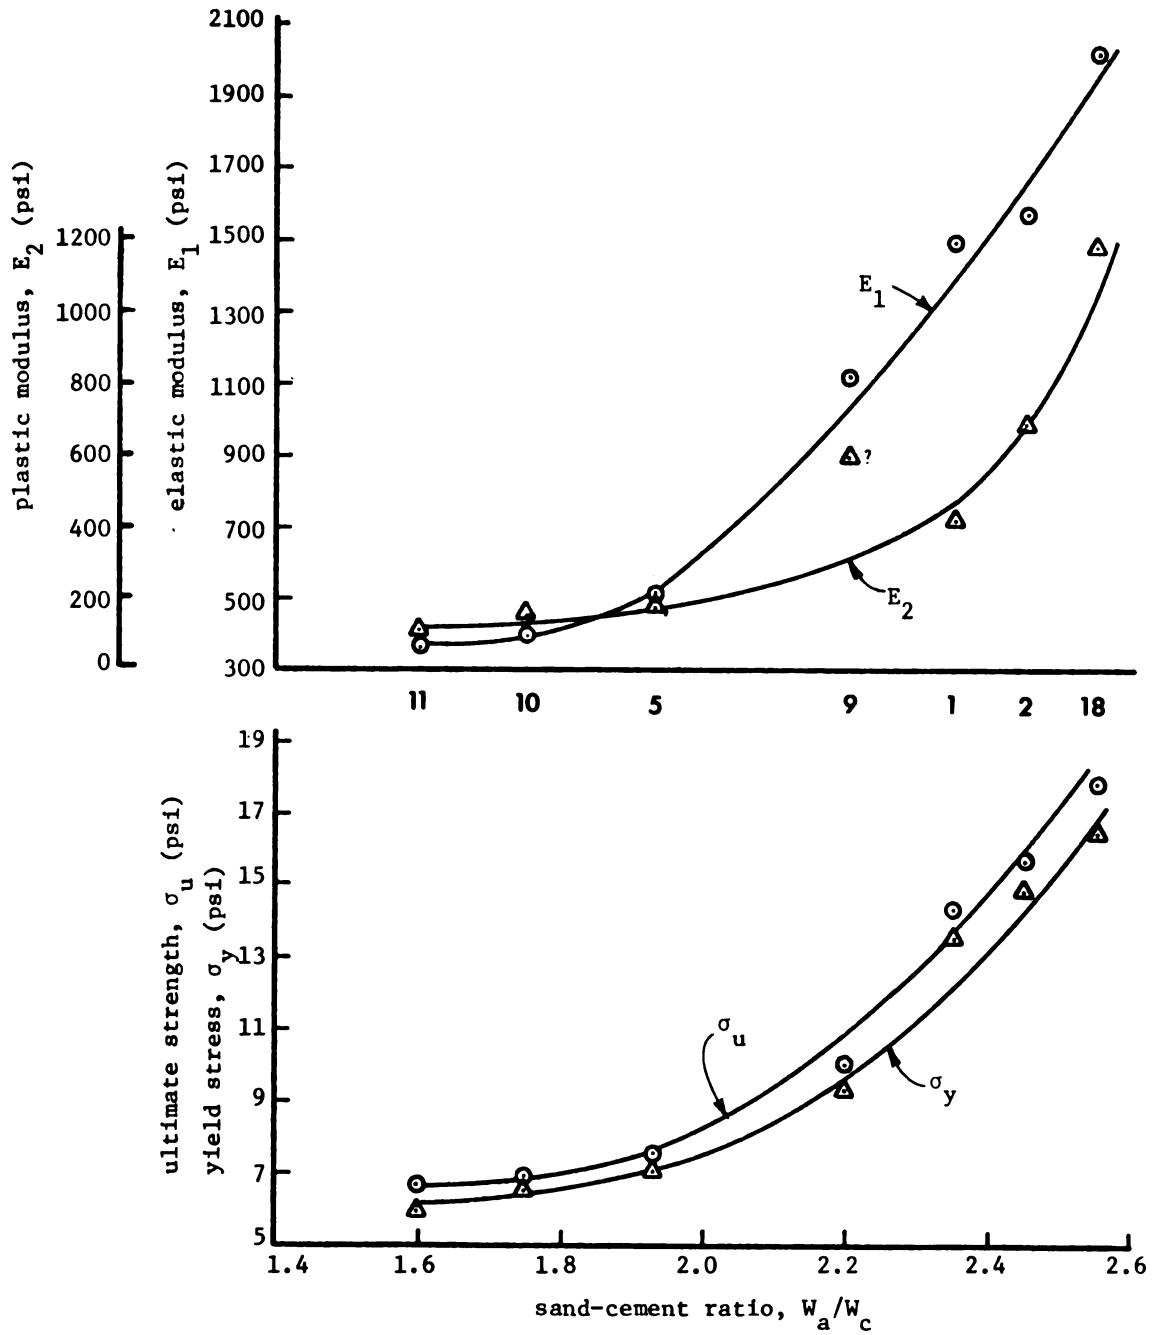 plastic modulus, E2 (psi)
1200
1000
800
600
400
200
0
elastic modulus, E1 (psi)
2100
1900
1700
1500
1300
1100
900
700
500
300
E1
?
E2
11 10 5 9 1 2 18
ultimate strength, σu (psi)
yield stress, σy (psi)
19
17
15
13
11
9
7
5
σu
σy
1.4 1.6 1.8 2.0 2.2 2.4 2.6
sand-cement ratio, Wa/Wc